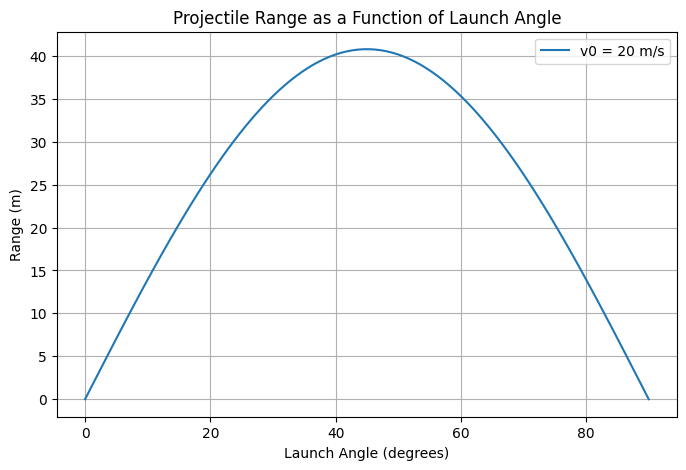 Projectile Range as a Function of Launch Angle
v0 = 20 m/s
Range (m)
40
35
30
25
20
15
10
5
0
0 20 40 60 80
Launch Angle (degrees)